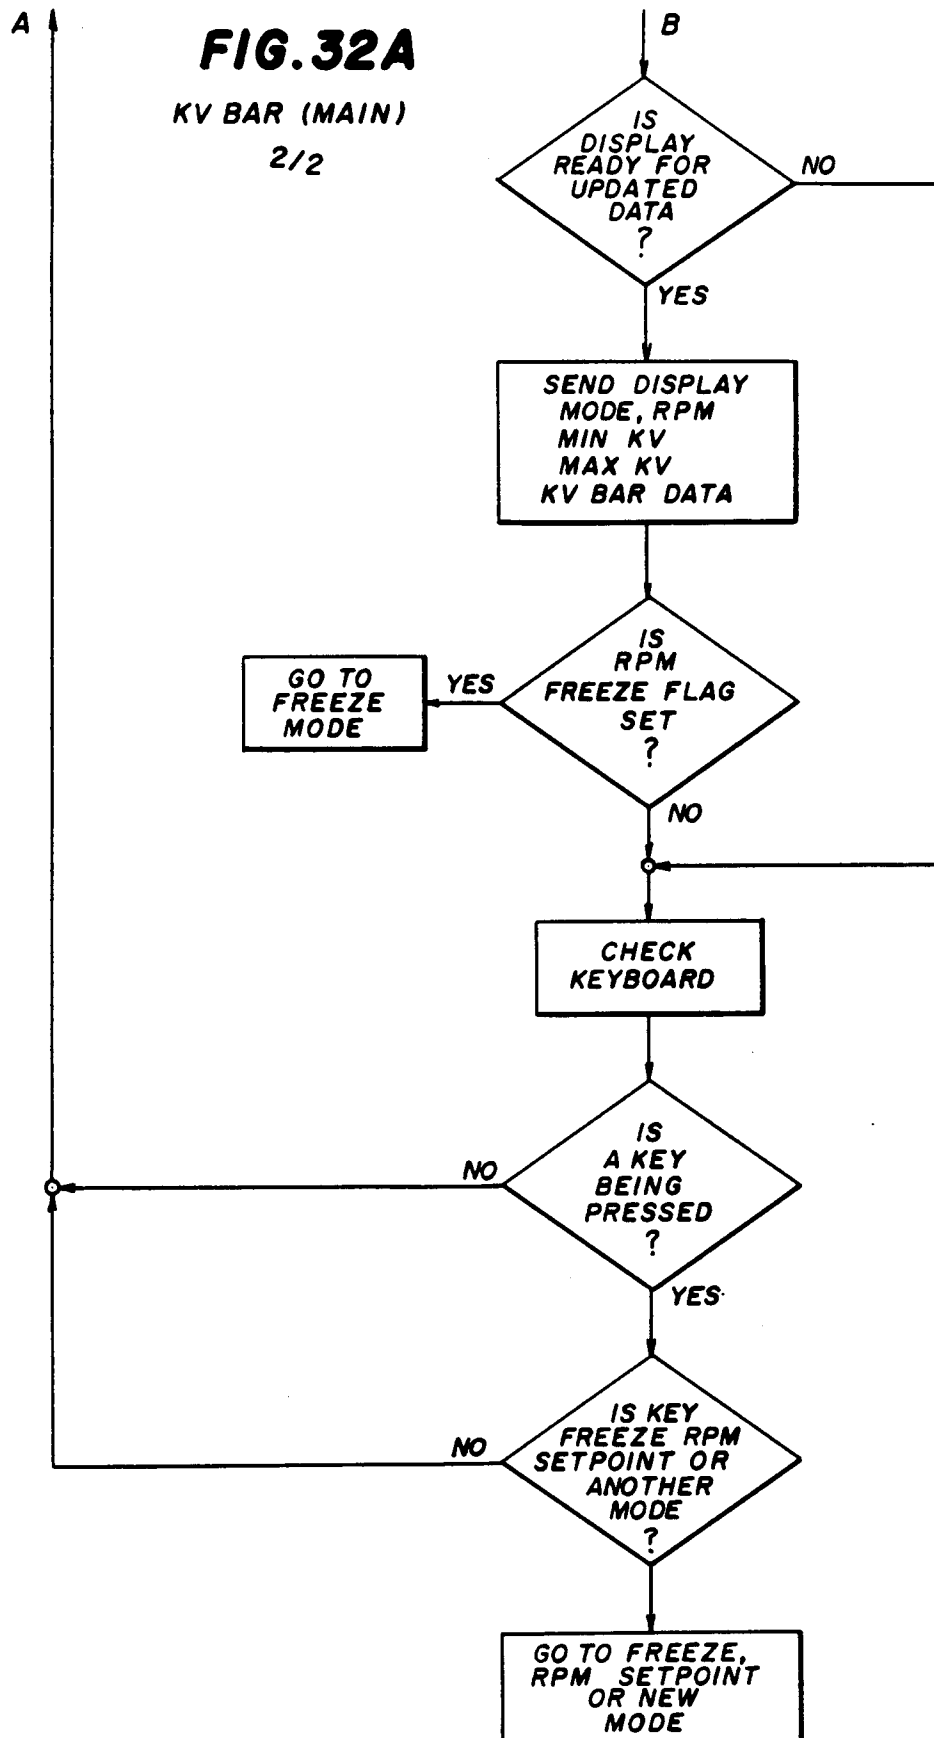 A
B
FIG.32A
KV BAR (MAIN)
2/2
IS
DISPLAY
READY FOR
UPDATED
DATA
?
NO
YES
SEND DISPLAY
MODE, RPM
MIN KV
MAX KV
KV BAR DATA
IS
RPM
FREEZE FLAG
SET
?
YES
GO TO
FREEZE
MODE
NO
CHECK
KEYBOARD
IS
A KEY
BEING
PRESSED
?
NO
YES
IS KEY
FREEZE RPM
SETPOINT OR
ANOTHER
MODE
?
NO
GO TO FREEZE,
RPM SETPOINT
OR NEW
MODE